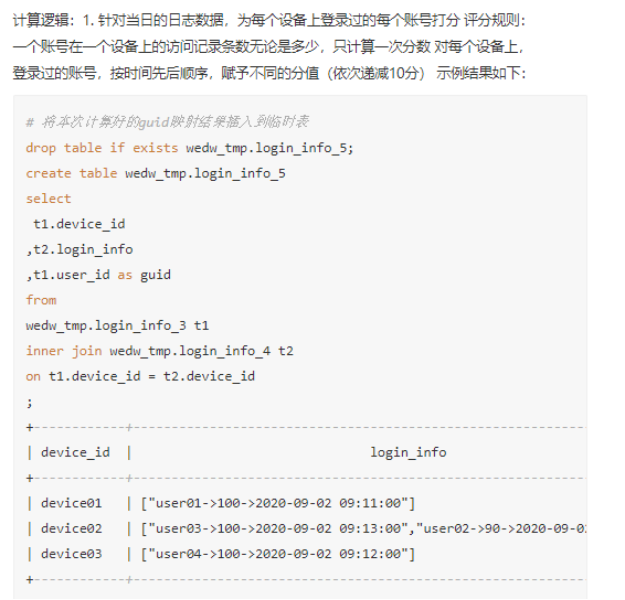 计算逻辑：1. 针对当日的日志数据，为每个设备上登录过的每个账号打分 评分规则：
一个账号在一个设备上的访问记录条数无论是多少，只计算一次分数 对每个设备上，
登录过的账号，按时间先后顺序，赋予不同的分值（依次递减10分） 示例结果如下：
# 将本次计算好的guid映射结果插入到临时表
drop table if exists wedw_tmp.login_info_5;
create table wedw_tmp.login_info_5
select
t1.device_id
,t2.login_info
,t1.user_id as guid
from
wedw_tmp.login_info_3 t1
inner join wedw_tmp.login_info_4 t2
on t1.device_id = t2.device_id
;
+------------+------------------------------------------------------------
| device_id  |                              login_info
+------------+------------------------------------------------------------
| device01   | ["user01->100->2020-09-02 09:11:00"]
| device02   | ["user03->100->2020-09-02 09:13:00","user02->90->2020-09-0
| device03   | ["user04->100->2020-09-02 09:12:00"]
+------------+------------------------------------------------------------